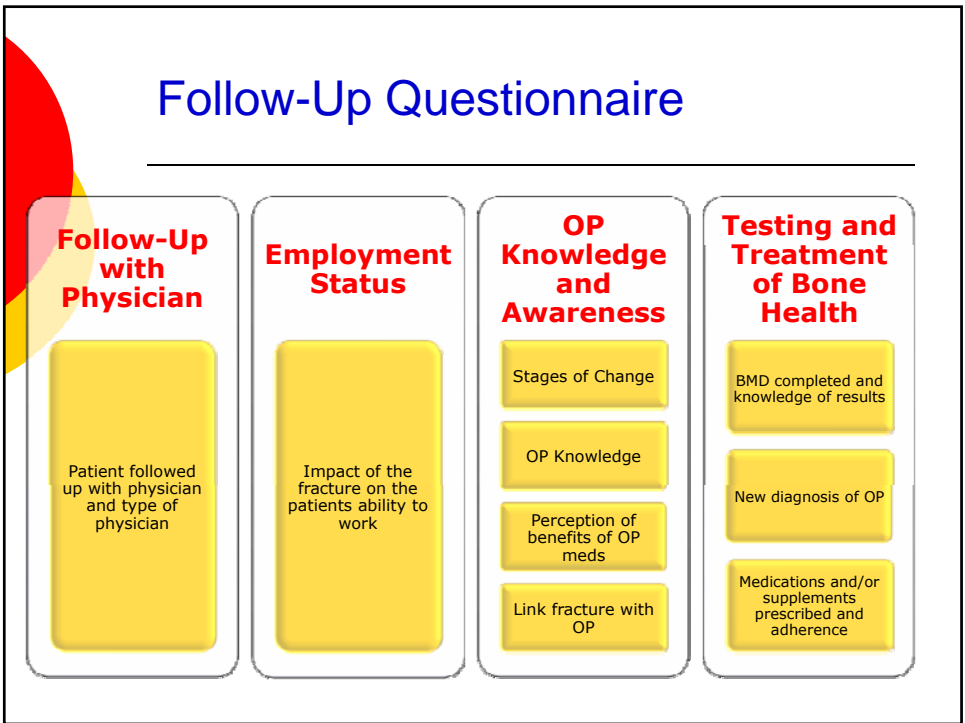 Follow-Up Questionnaire
Follow-Up
with
Physician
Patient followed
up with physician
and type of
physician
Employment
Status
Impact of the
fracture on the
patients ability to
work
OP
Knowledge
and
Awareness
Stages of Change
OP Knowledge
Perception of
benefits of OP
meds
Link fracture with
OP
Testing and
Treatment
of Bone
Health
BMD completed and
knowledge of results
New diagnosis of OP
Medications and/or
supplements
prescribed and
adherence